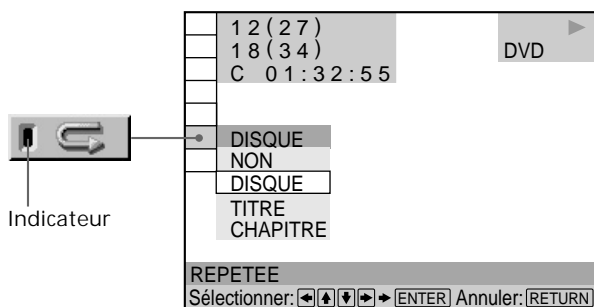 12(27)
18(34)
C 01:32:55
DVD
DISQUE
NON
DISQUE
TITRE
CHAPITRE
Indicateur
REPETEE
Sélectionner: ENTER Annuler: RETURN